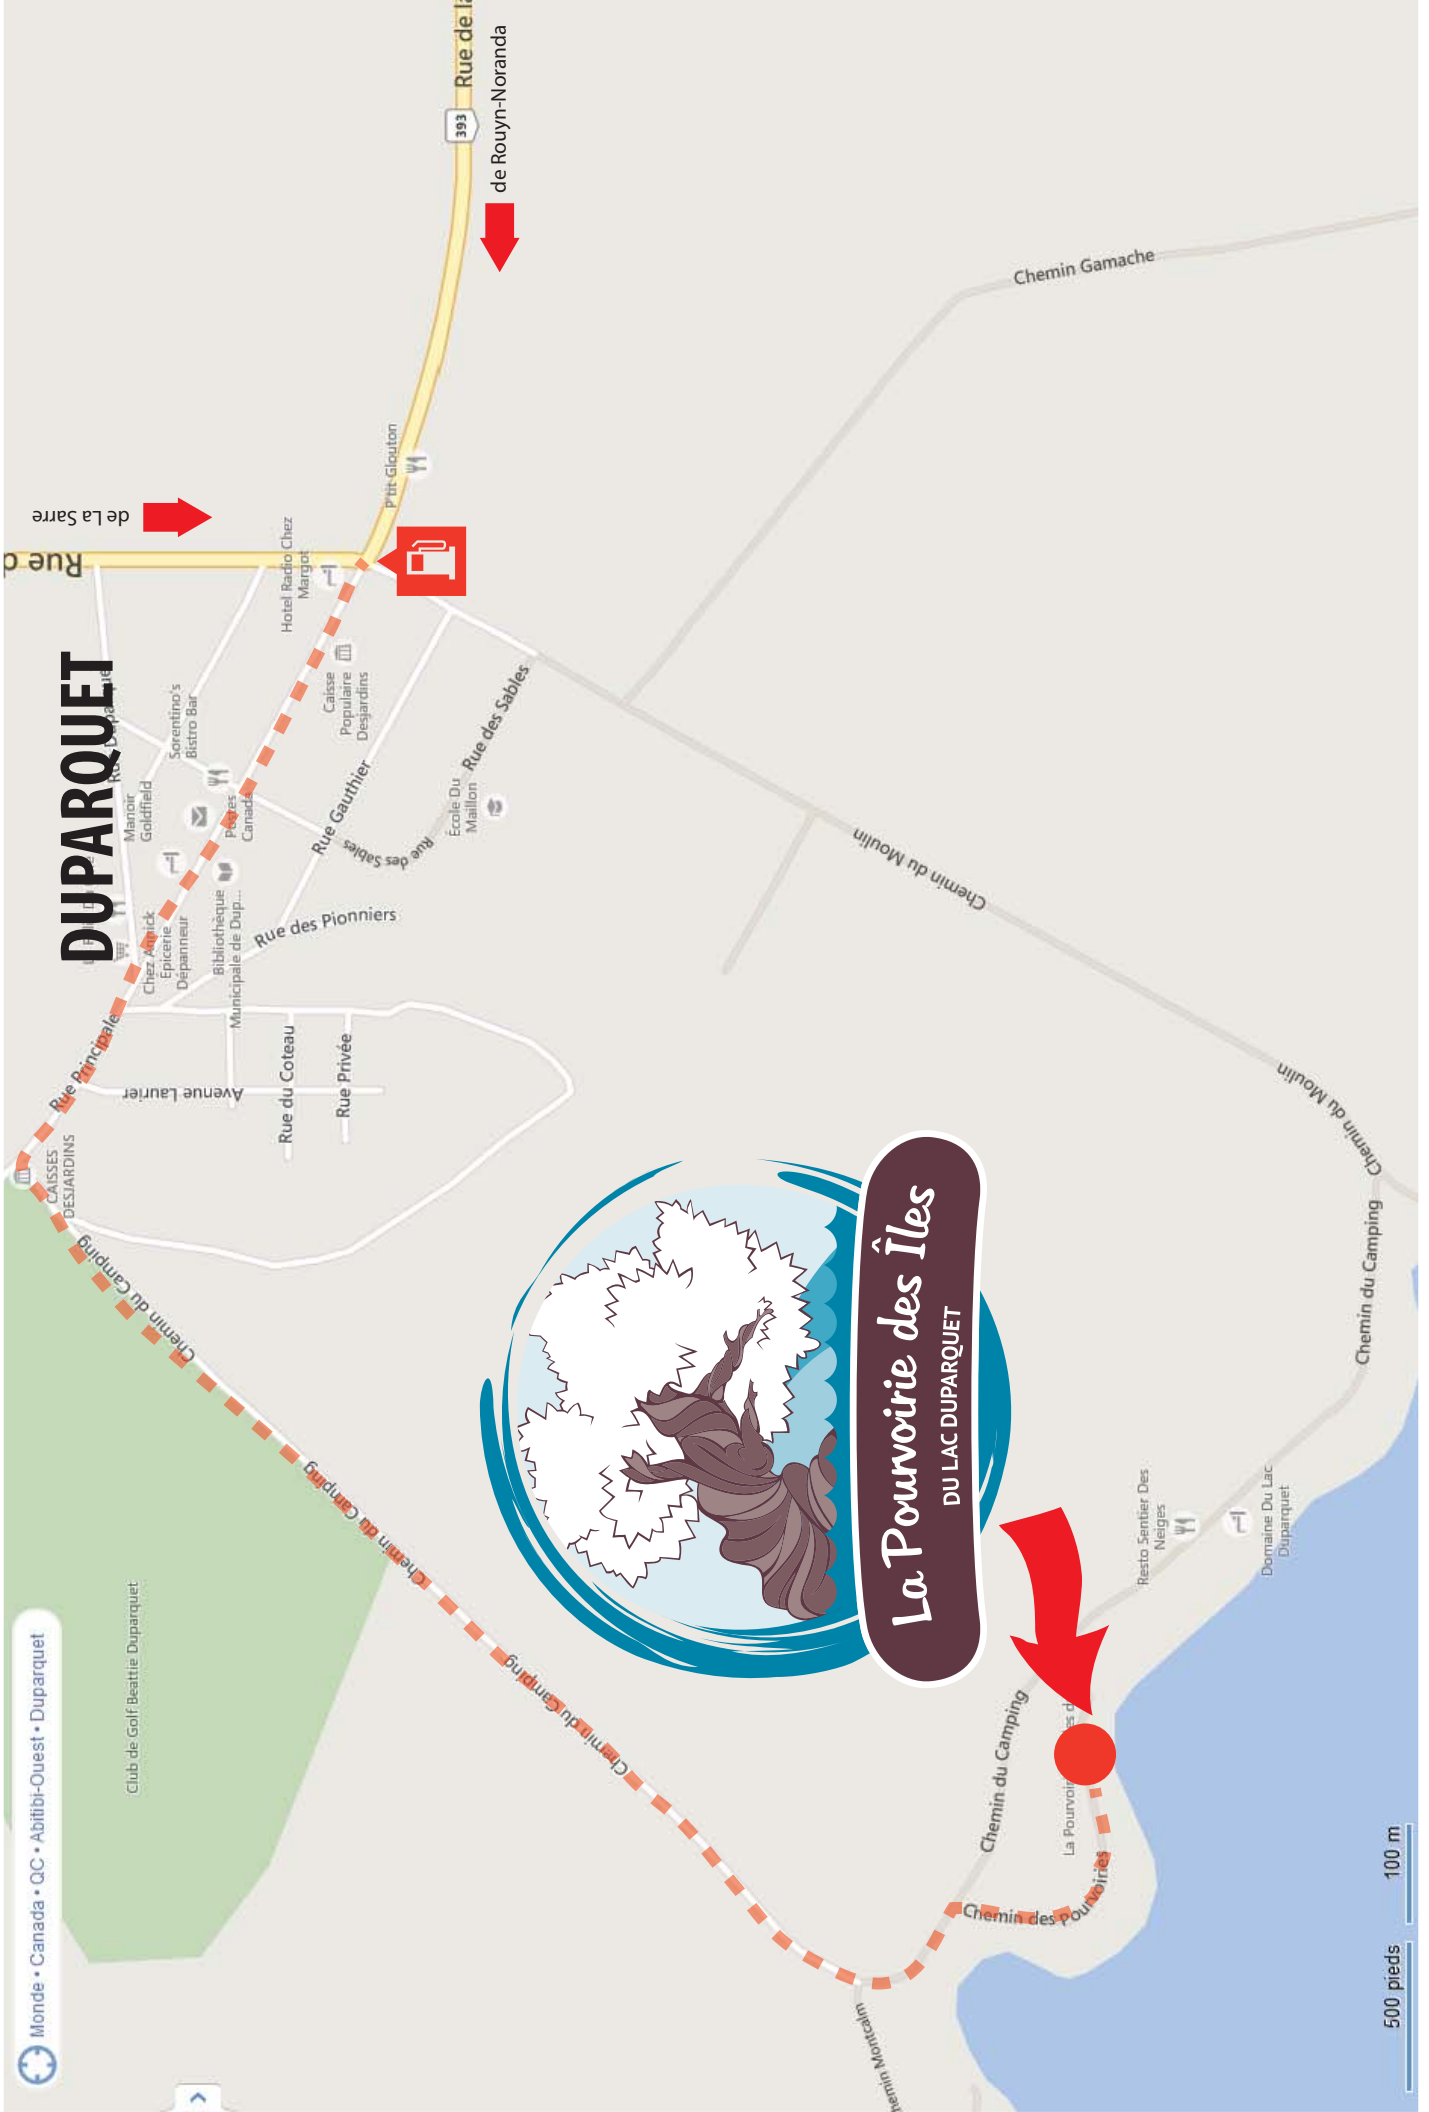 Monde • Canada • QC • Abitibi-Ouest • Duparquet
DUPARQUET
de La Sarre
de Rouyn-Noranda
393
Rue de la
Rue d
P'tit Glouton
Hotel Radio Chez
Margot
Caisse
Populaire
Desjardins
Sorentino's
Bistro Bar
Manoir
Goldfield
Postes
Canada
Chez Annick
Épicerie
Dépanneur
Bibliothèque
Municipale de Dup...
École Du
Maillon
Rue Gauthier
Rue des Sables
Rue des Sables
Rue des Pionniers
Rue Principale
Avenue Laurier
Rue du Coteau
Rue Privée
CAISSES
DESJARDINS
Chemin du Camping
Chemin du Camping
Chemin du Camping
Club de Golf Beattie Duparquet
Chemin Gamache
Chemin du Moulin
Chemin du Moulin
Chemin du Camping
Chemin du Camping
Resto Sentier Des
Neiges
Domaine Du Lac
Duparquet
La Pourvoirie des Îles
DU LAC DUPARQUET
La Pourvoir
es d
Chemin des Pourvoiries
hemin Montcalm
500 pieds
100 m